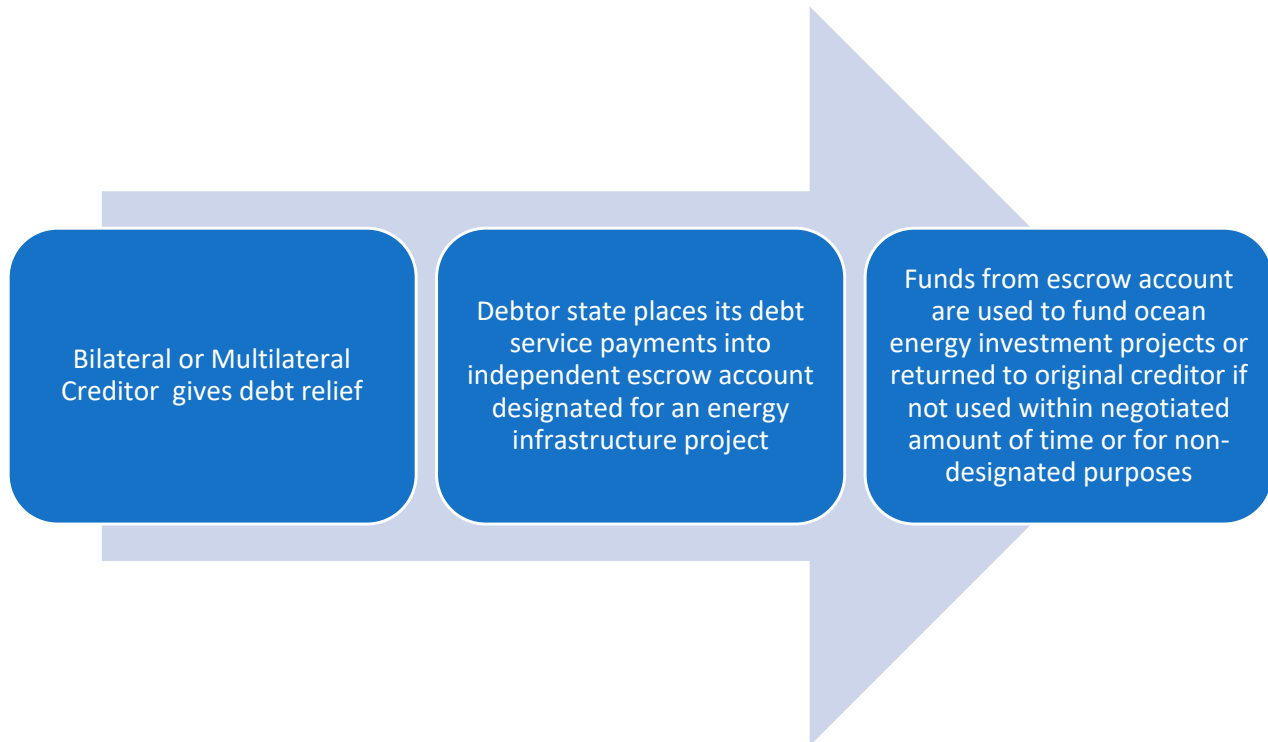 Bilateral or Multilateral
Creditor  gives debt relief
Debtor state places its debt
service payments into
independent escrow account
designated for an energy
infrastructure project
Funds from escrow account
are used to fund ocean
energy investment projects or
returned to original creditor if
not used within negotiated
amount of time or for non-
designated purposes